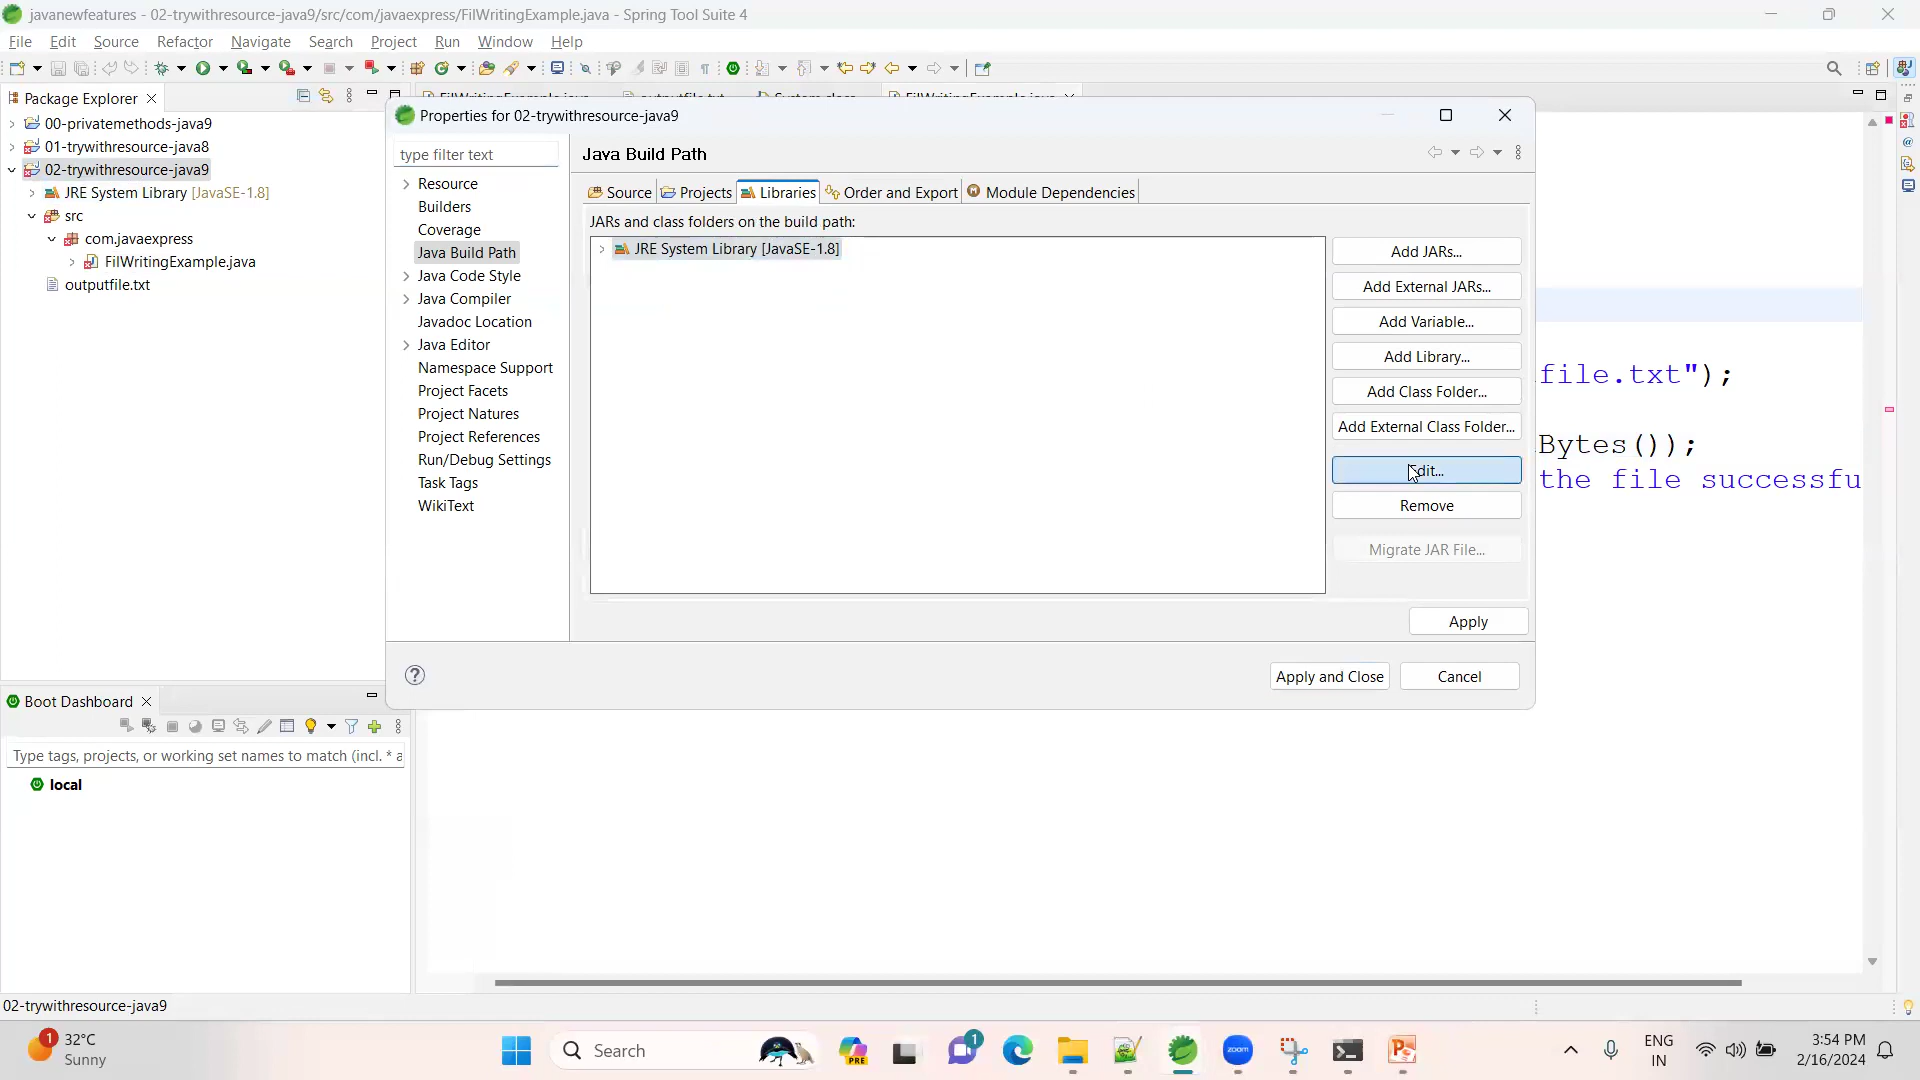 javanewfeatures - 02-trywithresource-java9/src/com/javaexpress/FilWritingExample.java - Spring Tool Suite 4
File Edit Source Refactor Navigate Search Project Run Window Help
Package Explorer
00-privatemethods-java9
01-trywithresource-java8
02-trywithresource-java9
JRE System Library [JavaSE-1.8]
src
com.javaexpress
FilWritingExample.java
outputfile.txt
Properties for 02-trywithresource-java9
type filter text
Resource
Builders
Coverage
Java Build Path
Java Code Style
Java Compiler
Javadoc Location
Java Editor
Namespace Support
Project Facets
Project Natures
Project References
Run/Debug Settings
Task Tags
WikiText
Java Build Path
Source Projects Libraries Order and Export Module Dependencies
JARs and class folders on the build path:
JRE System Library [JavaSE-1.8]
Add JARs...
Add External JARs...
Add Variable...
Add Library...
Add Class Folder...
Add External Class Folder...
Edit...
Remove
Migrate JAR File...
Apply
Apply and Close Cancel
file.txt");
Bytes());
the file successfu
Boot Dashboard
Type tags, projects, or working set names to match (incl. * a
local
02-trywithresource-java9
1
32°C
Sunny
Search
PRE
1
zoom
ENG
IN
3:54 PM
2/16/2024